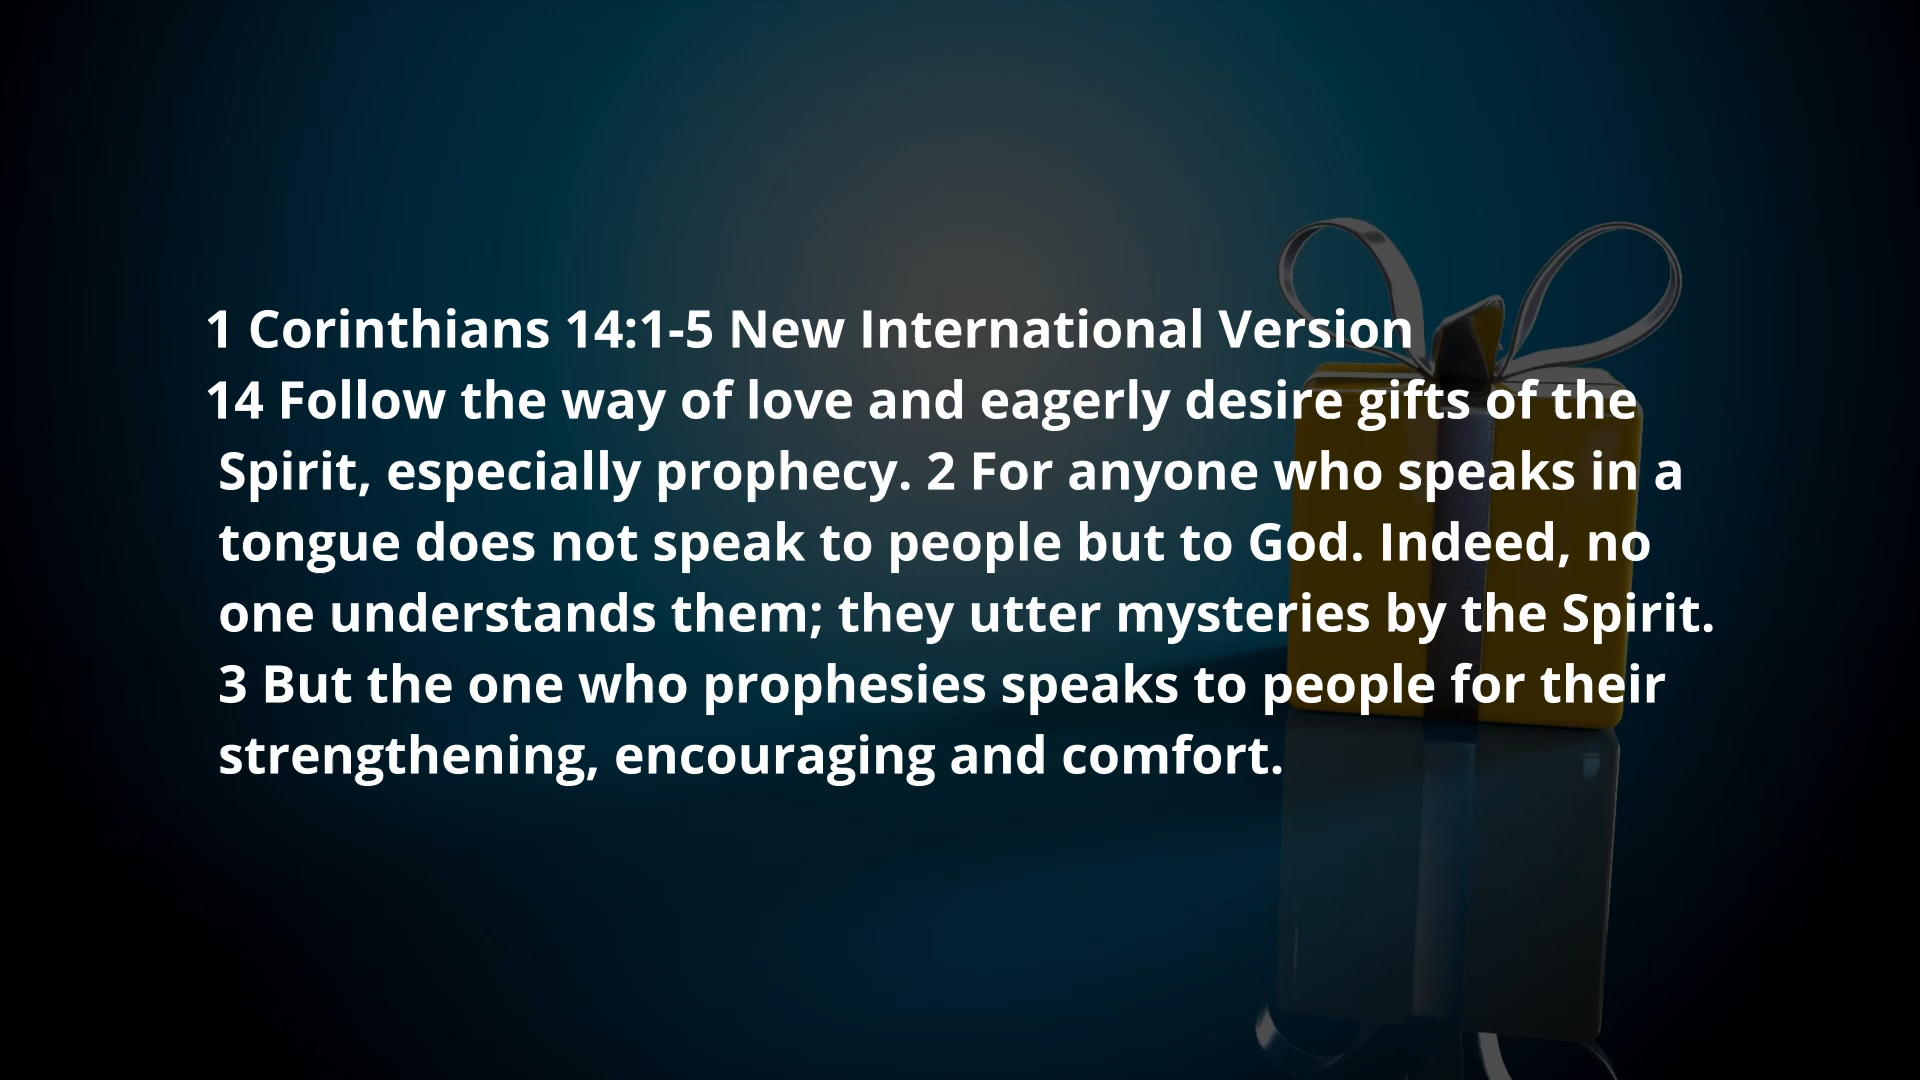 1 Corinthians 14:1-5 New International Version
14 Follow the way of love and eagerly desire gifts of the
Spirit, especially prophecy. 2 For anyone who speaks in a
tongue does not speak to people but to God. Indeed, no
one understands them; they utter mysteries by the Spirit.
3 But the one who prophesies speaks to people for their
strengthening, encouraging and comfort.